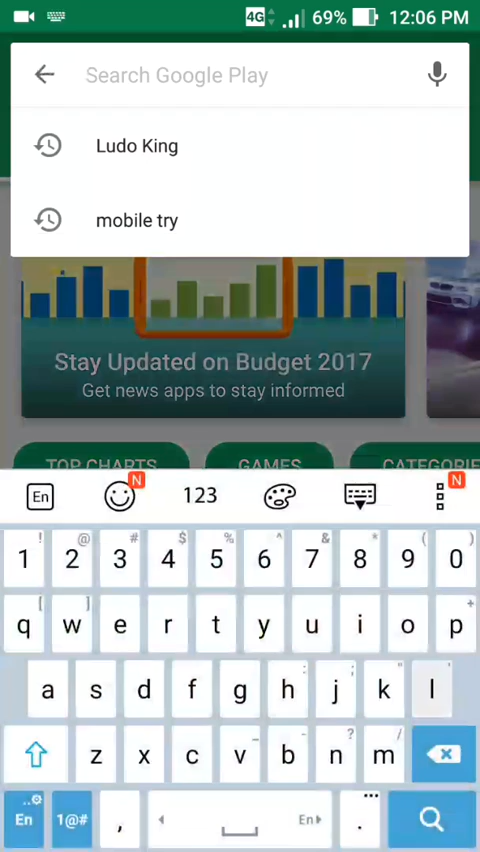 4G 69% 12:06 PM
Search Google Play
Ludo King
mobile try
Stay Updated on Budget 2017
Get news apps to stay informed
TOP CHARTS GAMES CATEGORIE
En N 123 N
! @ # $ % ^ & * ( )
1 2 3 4 5 6 7 8 9 0
[ ] +
q w e r t y u i o p
: ; " '
a s d f g h j k l
_ - ? /
z x c v b n m
En 1@# , En . ...